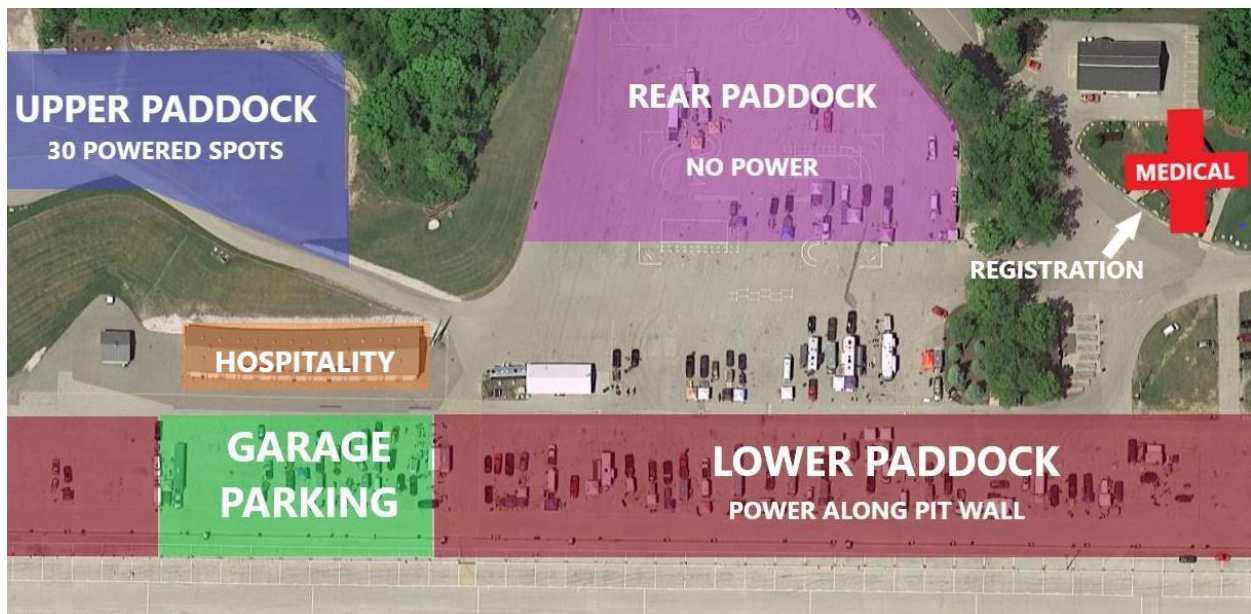 UPPER PADDOCK
30 POWERED SPOTS
REAR PADDOCK
NO POWER
MEDICAL
REGISTRATION
HOSPITALITY
GARAGE
PARKING
LOWER PADDOCK
POWER ALONG PIT WALL